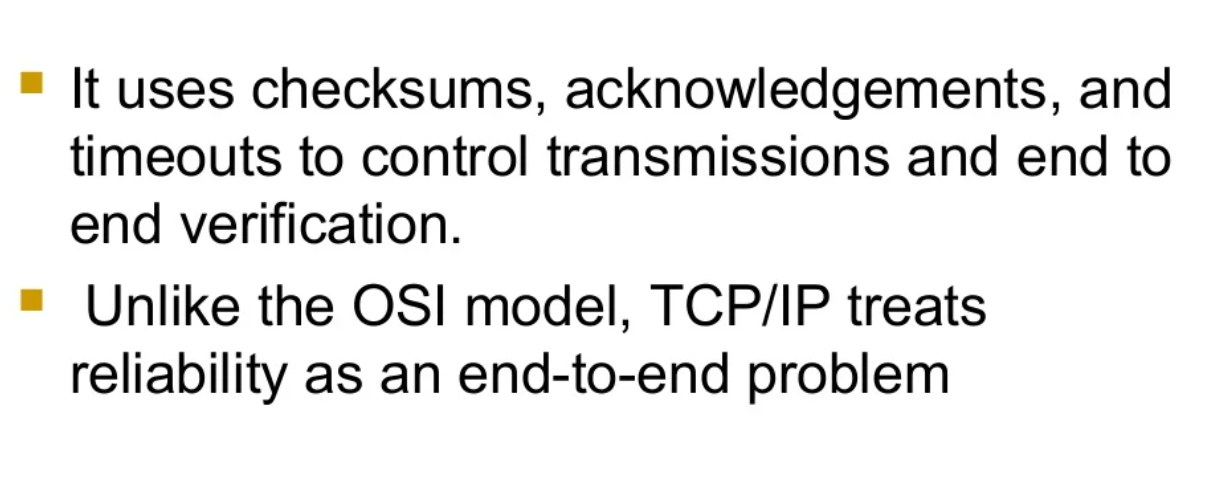 It uses checksums, acknowledgements, and
timeouts to control transmissions and end to
end verification.
Unlike the OSI model, TCP/IP treats
reliability as an end-to-end problem